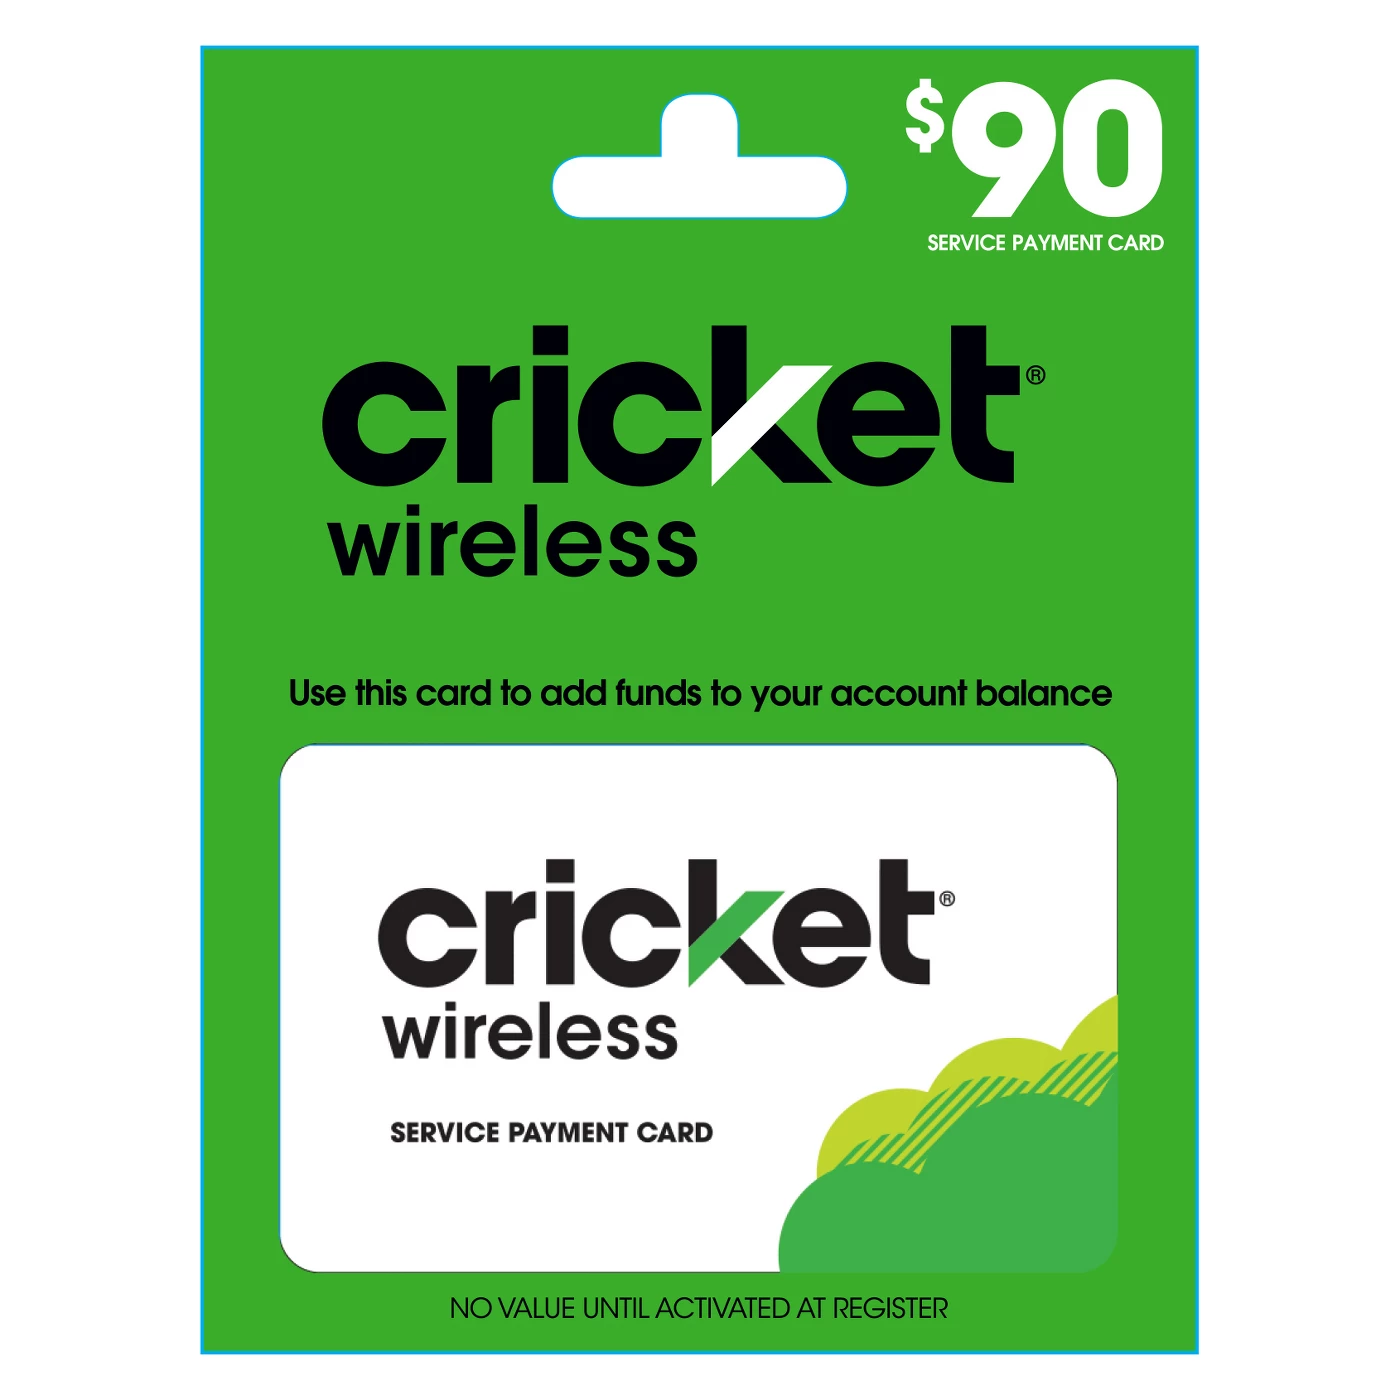 $90
SERVICE PAYMENT CARD
cricket®
wireless
Use this card to add funds to your account balance
cricket®
wireless
SERVICE PAYMENT CARD
NO VALUE UNTIL ACTIVATED AT REGISTER